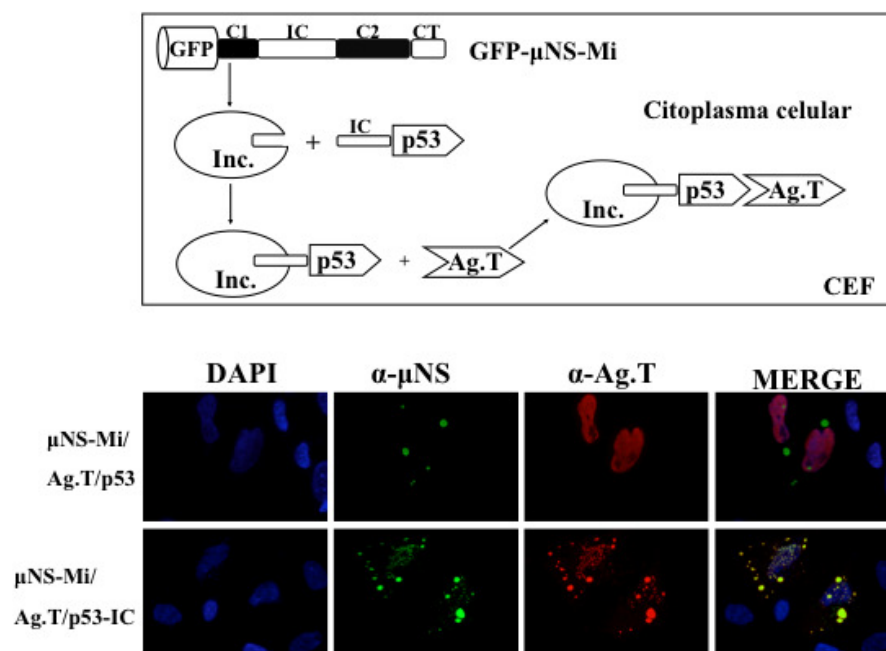 C1 IC C2 CT
GFP GFP-μNS-Mi
Citoplasma celular
Inc. + IC p53
Inc. p53 Ag.T
Inc. p53 + Ag.T
CEF
DAPI α-μNS α-Ag.T MERGE
μNS-Mi/
Ag.T/p53
μNS-Mi/
Ag.T/p53-IC